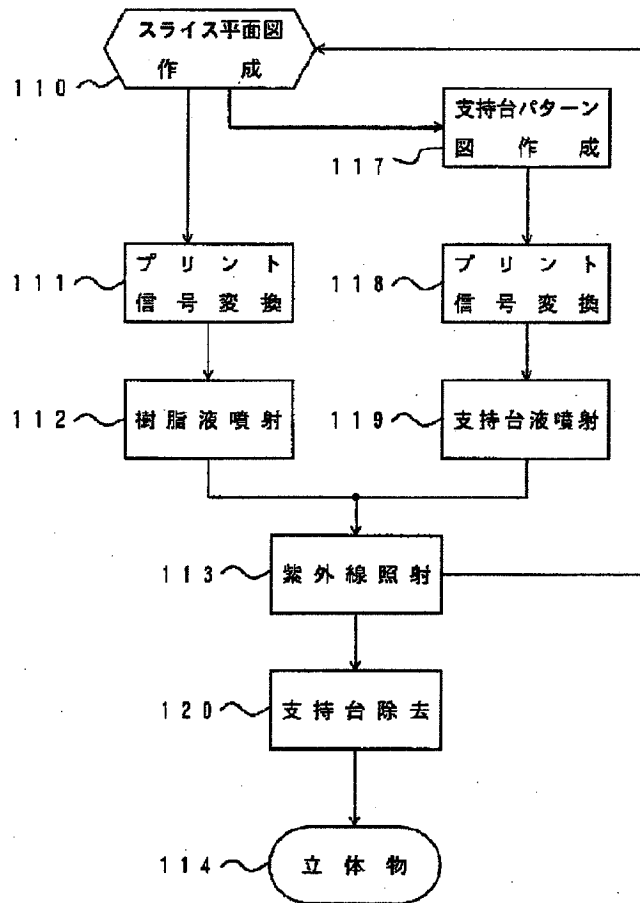 スライス平面図
作成
110
支持台パターン
図作成
117
プリント
信号変換
111
プリント
信号変換
118
樹脂液噴射
112
支持台液噴射
119
紫外線照射
113
支持台除去
120
立体物
114